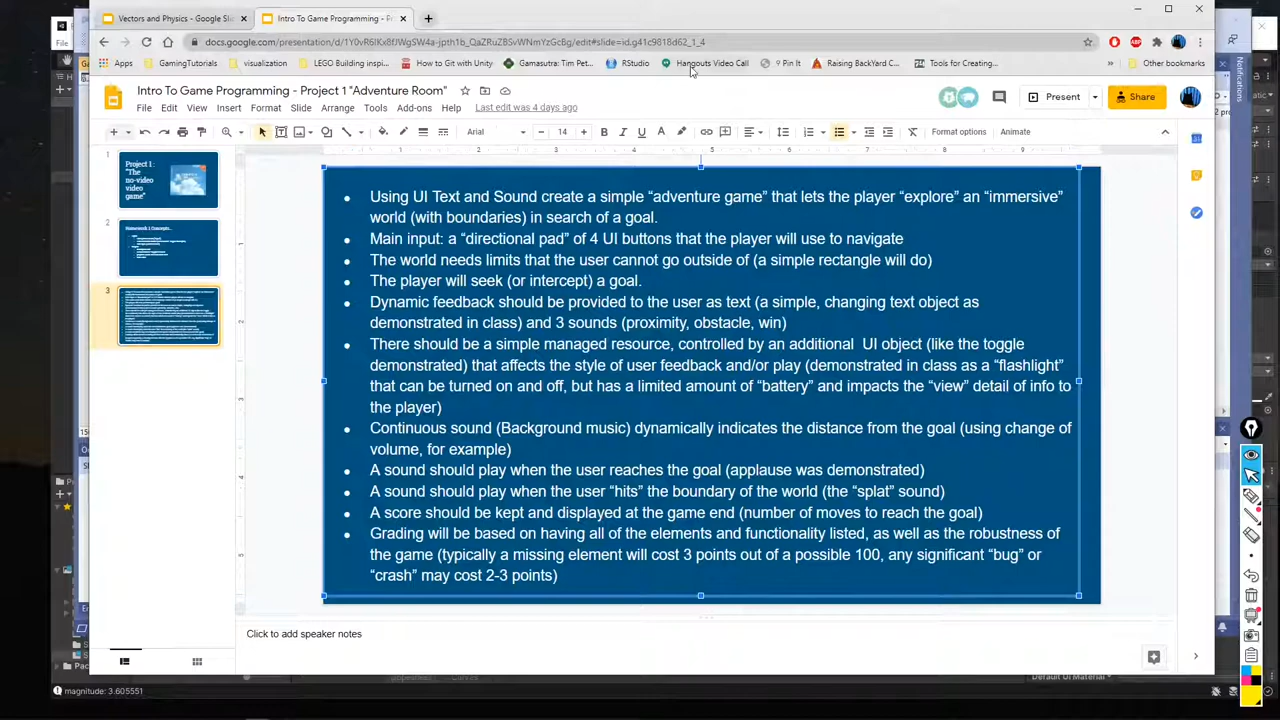 Vectors and Physics - Google Sli
Intro To Game Programming - P
docs.google.com/presentation/d/1Y0vR6IKx8fJWgSW4a-jpth1b_QaZRdZBSvWNmYzGcBg/edit#slide=id.g41c9818d62_1_4
Apps
GamingTutorials
visualization
LEGO Building inspi...
How to Git with Unity
Gamasutra: Tim Pet...
RStudio
Hangouts Video Call
Pin It
Raising BackYard C...
Tools for Creating...
Other bookmarks
Notifications
Intro To Game Programming - Project 1 "Adventure Room"
File Edit View Insert Format Slide Arrange Tools Add-ons Help Last edit was 4 days ago
Present
Share
Arial
14
Format options
Animate
1
Project 1: "The no-video video game"
2
3
Using UI Text and Sound create a simple “adventure game” that lets the player “explore” an “immersive”
world (with boundaries) in search of a goal.
Main input: a “directional pad” of 4 UI buttons that the player will use to navigate
The world needs limits that the user cannot go outside of (a simple rectangle will do)
The player will seek (or intercept) a goal.
Dynamic feedback should be provided to the user as text (a simple, changing text object as
demonstrated in class) and 3 sounds (proximity, obstacle, win)
There should be a simple managed resource, controlled by an additional UI object (like the toggle
demonstrated) that affects the style of user feedback and/or play (demonstrated in class as a “flashlight”
that can be turned on and off, but has a limited amount of “battery” and impacts the “view” detail of info to
the player)
Continuous sound (Background music) dynamically indicates the distance from the goal (using change of
volume, for example)
A sound should play when the user reaches the goal (applause was demonstrated)
A sound should play when the user “hits” the boundary of the world (the “splat” sound)
A score should be kept and displayed at the game end (number of moves to reach the goal)
Grading will be based on having all of the elements and functionality listed, as well as the robustness of
the game (typically a missing element will cost 3 points out of a possible 100, any significant “bug” or
“crash” may cost 2-3 points)
Click to add speaker notes
magnitude: 3.605551
Default UI Material